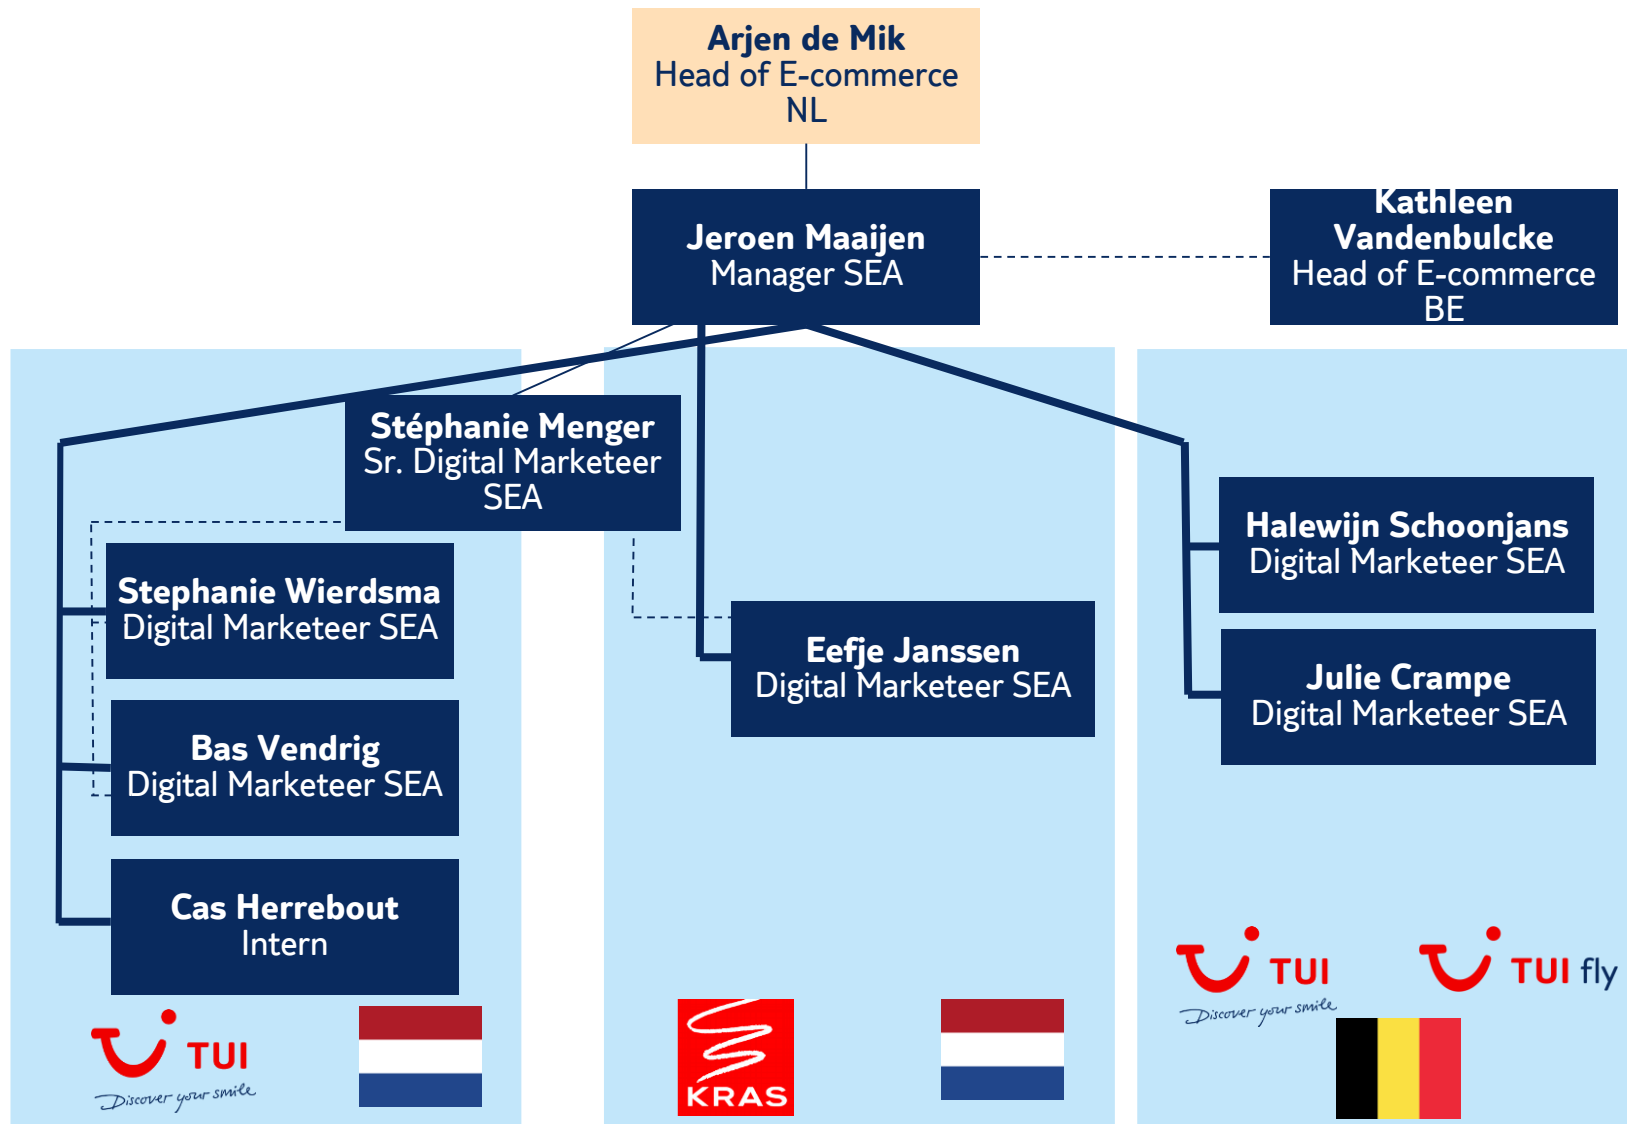 Arjen de Mik
Head of E-commerce
NL
Jeroen Maaijen
Manager SEA
Kathleen
Vandenbulcke
Head of E-commerce
BE
Stéphanie Menger
Sr. Digital Marketeer
SEA
Stephanie Wierdsma
Digital Marketeer SEA
Bas Vendrig
Digital Marketeer SEA
Cas Herrebout
Intern
TUI
Discover your smile
Eefje Janssen
Digital Marketeer SEA
KRAS
Halewijn Schoonjans
Digital Marketeer SEA
Julie Crampe
Digital Marketeer SEA
TUI
Discover your smile
TUI fly